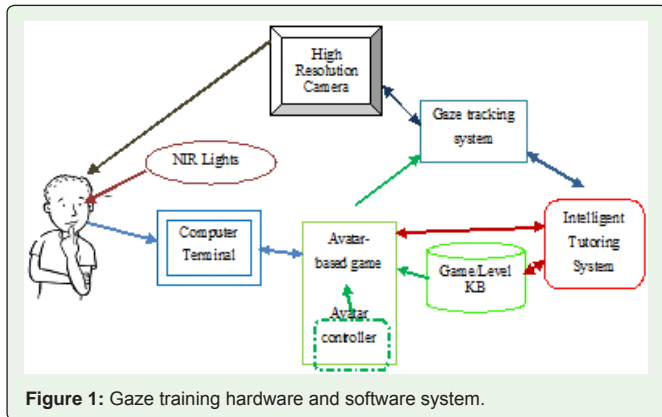 High
Resolution
Camera
Gaze tracking
system
NIR Lights
Computer
Terminal
Avatar-
based game
Avatar
controller
Game/Level
KB
Intelligent
Tutoring
System
Figure 1: Gaze training hardware and software system.